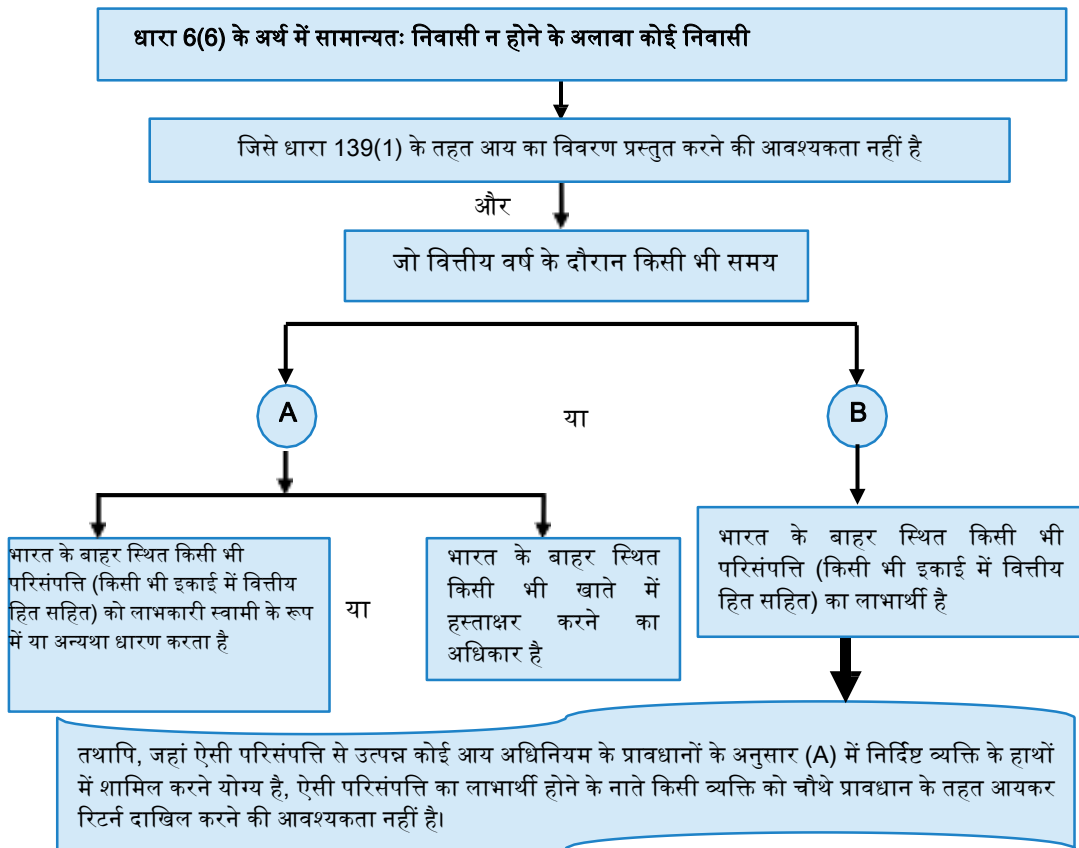 धारा 6(6) के अर्थ में सामान्यतः निवासी न होने के अलावा कोई निवासी
जिसे धारा 139(1) के तहत आय का विवरण प्रस्तुत करने की आवश्यकता नहीं है
और
जो वित्तीय वर्ष के दौरान किसी भी समय
A
या
B
भारत के बाहर स्थित किसी भी
परिसंपत्ति (किसी भी इकाई में वित्तीय
हित सहित) को लाभकारी स्वामी के रूप
में या अन्यथा धारण करता है
या
भारत के बाहर स्थित
किसी भी खाते में
हस्ताक्षर करने का
अधिकार है
भारत के बाहर स्थित किसी भी
परिसंपत्ति (किसी भी इकाई में वित्तीय
हित सहित) का लाभार्थी है
तथापि, जहां ऐसी परिसंपत्ति से उत्पन्न कोई आय अधिनियम के प्रावधानों के अनुसार (A) में निर्दिष्ट व्यक्ति के हाथों
में शामिल करने योग्य है, ऐसी परिसंपत्ति का लाभार्थी होने के नाते किसी व्यक्ति को चौथे प्रावधान के तहत आयकर
रिटर्न दाखिल करने की आवश्यकता नहीं है।